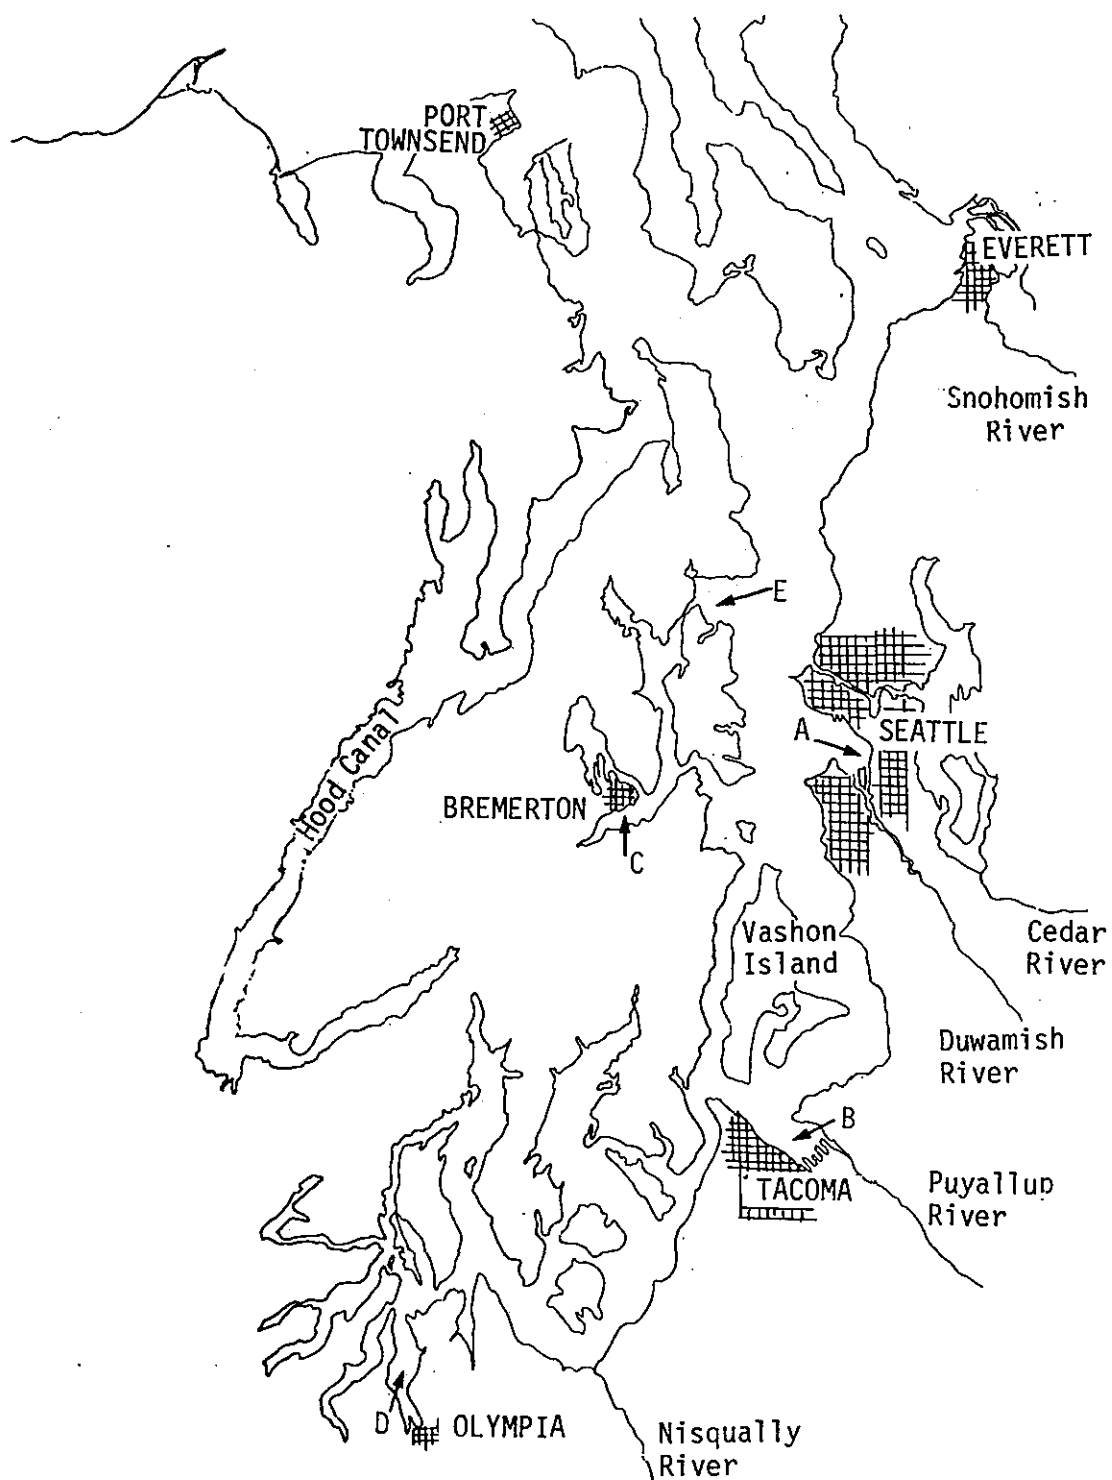 PORT
TOWNSEND
EVERETT
Snohomish
River
E
Hood Canal
A
SEATTLE
BREMERTON
C
Vashon
Island
Cedar
River
Duwamish
River
B
TACOMA
Puyallup
River
D
OLYMPIA
Nisqually
River